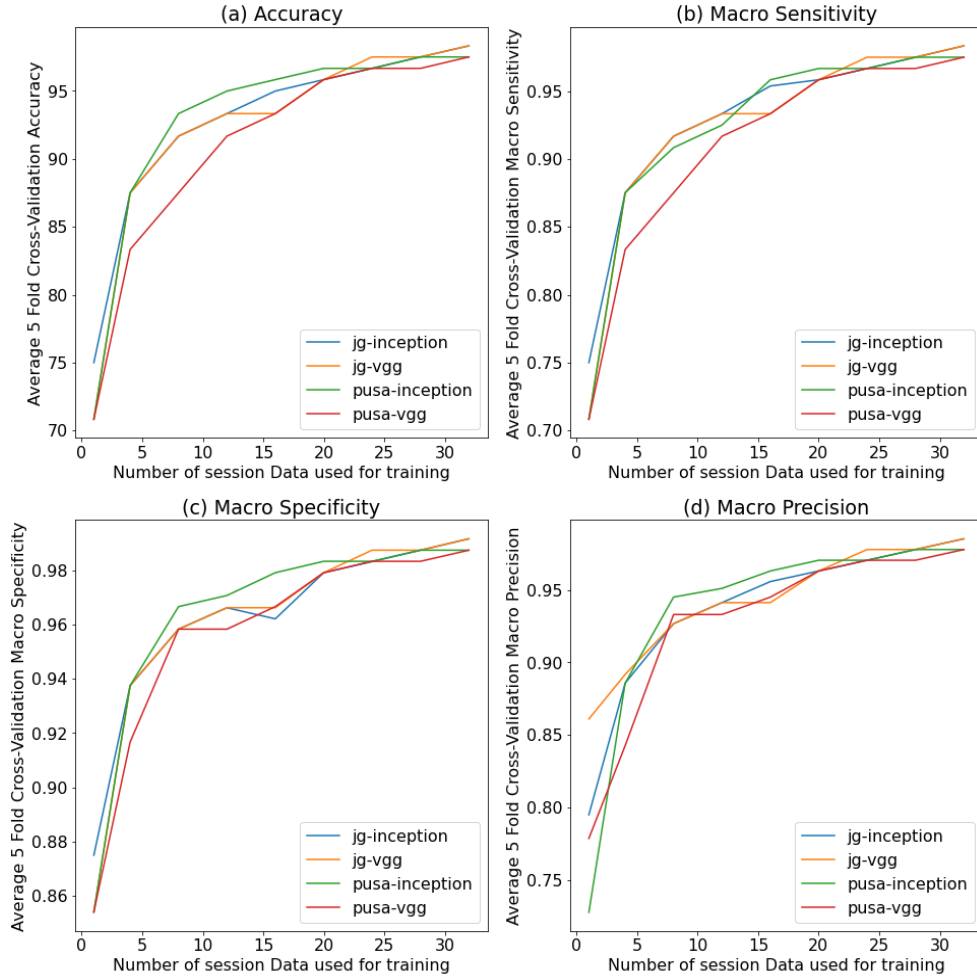 (a) Accuracy
Average 5 Fold Cross-Validation Accuracy
95
90
85
80
75
70
jg-inception
jg-vgg
pusa-inception
pusa-vgg
0 5 10 15 20 25 30
Number of session Data used for training
(b) Macro Sensitivity
Average 5 Fold Cross-Validation Macro Sensitivity
0.95
0.90
0.85
0.80
0.75
0.70
jg-inception
jg-vgg
pusa-inception
pusa-vgg
0 5 10 15 20 25 30
Number of session Data used for training
(c) Macro Specificity
Average 5 Fold Cross-Validation Macro Specificity
0.98
0.96
0.94
0.92
0.90
0.88
0.86
jg-inception
jg-vgg
pusa-inception
pusa-vgg
0 5 10 15 20 25 30
Number of session Data used for training
(d) Macro Precision
Average 5 Fold Cross-Validation Macro Precision
0.95
0.90
0.85
0.80
0.75
jg-inception
jg-vgg
pusa-inception
pusa-vgg
0 5 10 15 20 25 30
Number of session Data used for training